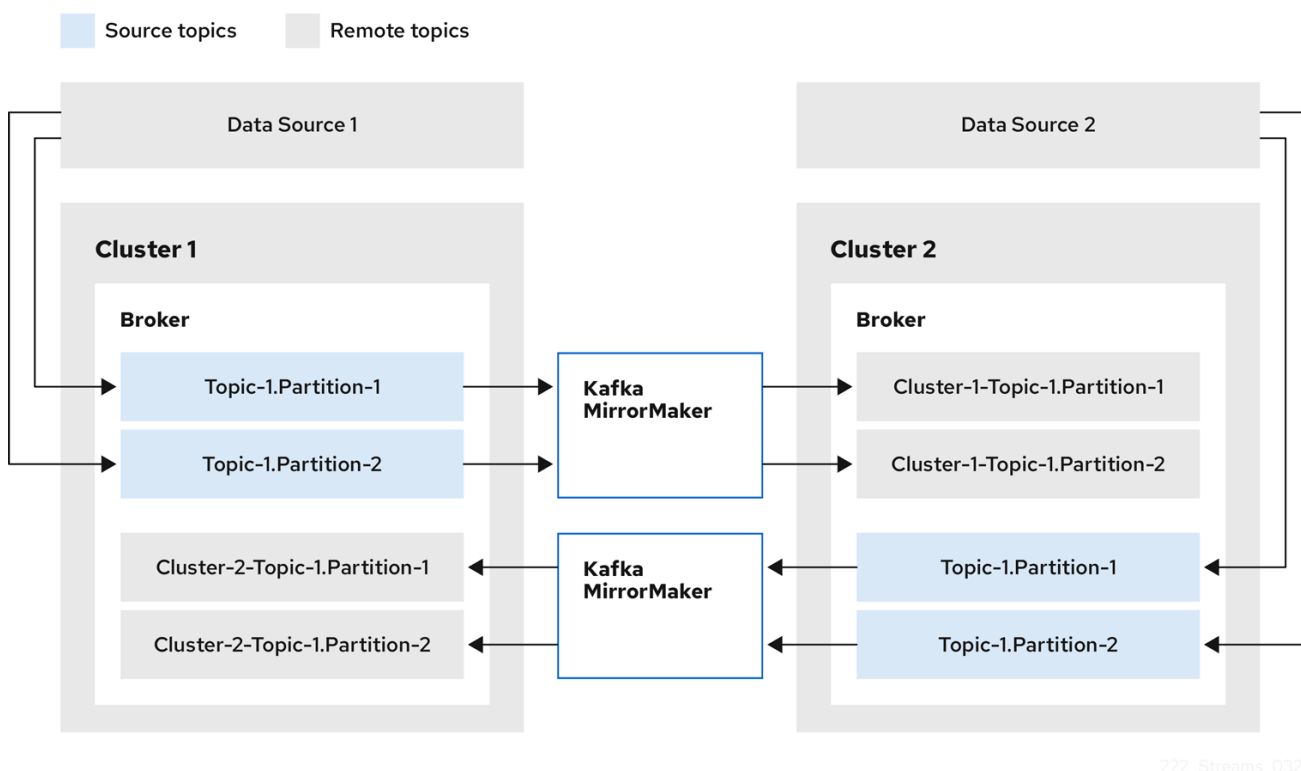 Source topics
Remote topics
Data Source 1
Data Source 2
Cluster 1
Cluster 2
Broker
Broker
Topic-1.Partition-1
Kafka
MirrorMaker
Cluster-1-Topic-1.Partition-1
Topic-1.Partition-2
Cluster-1-Topic-1.Partition-2
Cluster-2-Topic-1.Partition-1
Kafka
MirrorMaker
Topic-1.Partition-1
Cluster-2-Topic-1.Partition-2
Topic-1.Partition-2
222_Streams_032